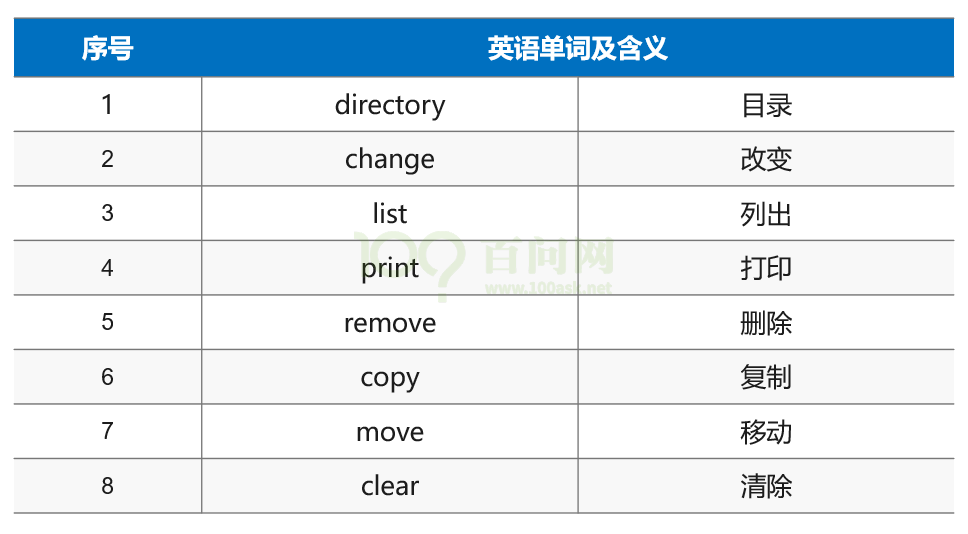 序号 英语单词及含义
1 directory 目录
2 change 改变
3 list 列出
4 print 打印
5 remove 删除
6 copy 复制
7 move 移动
8 clear 清除
100? 百问网
www.100ask.net